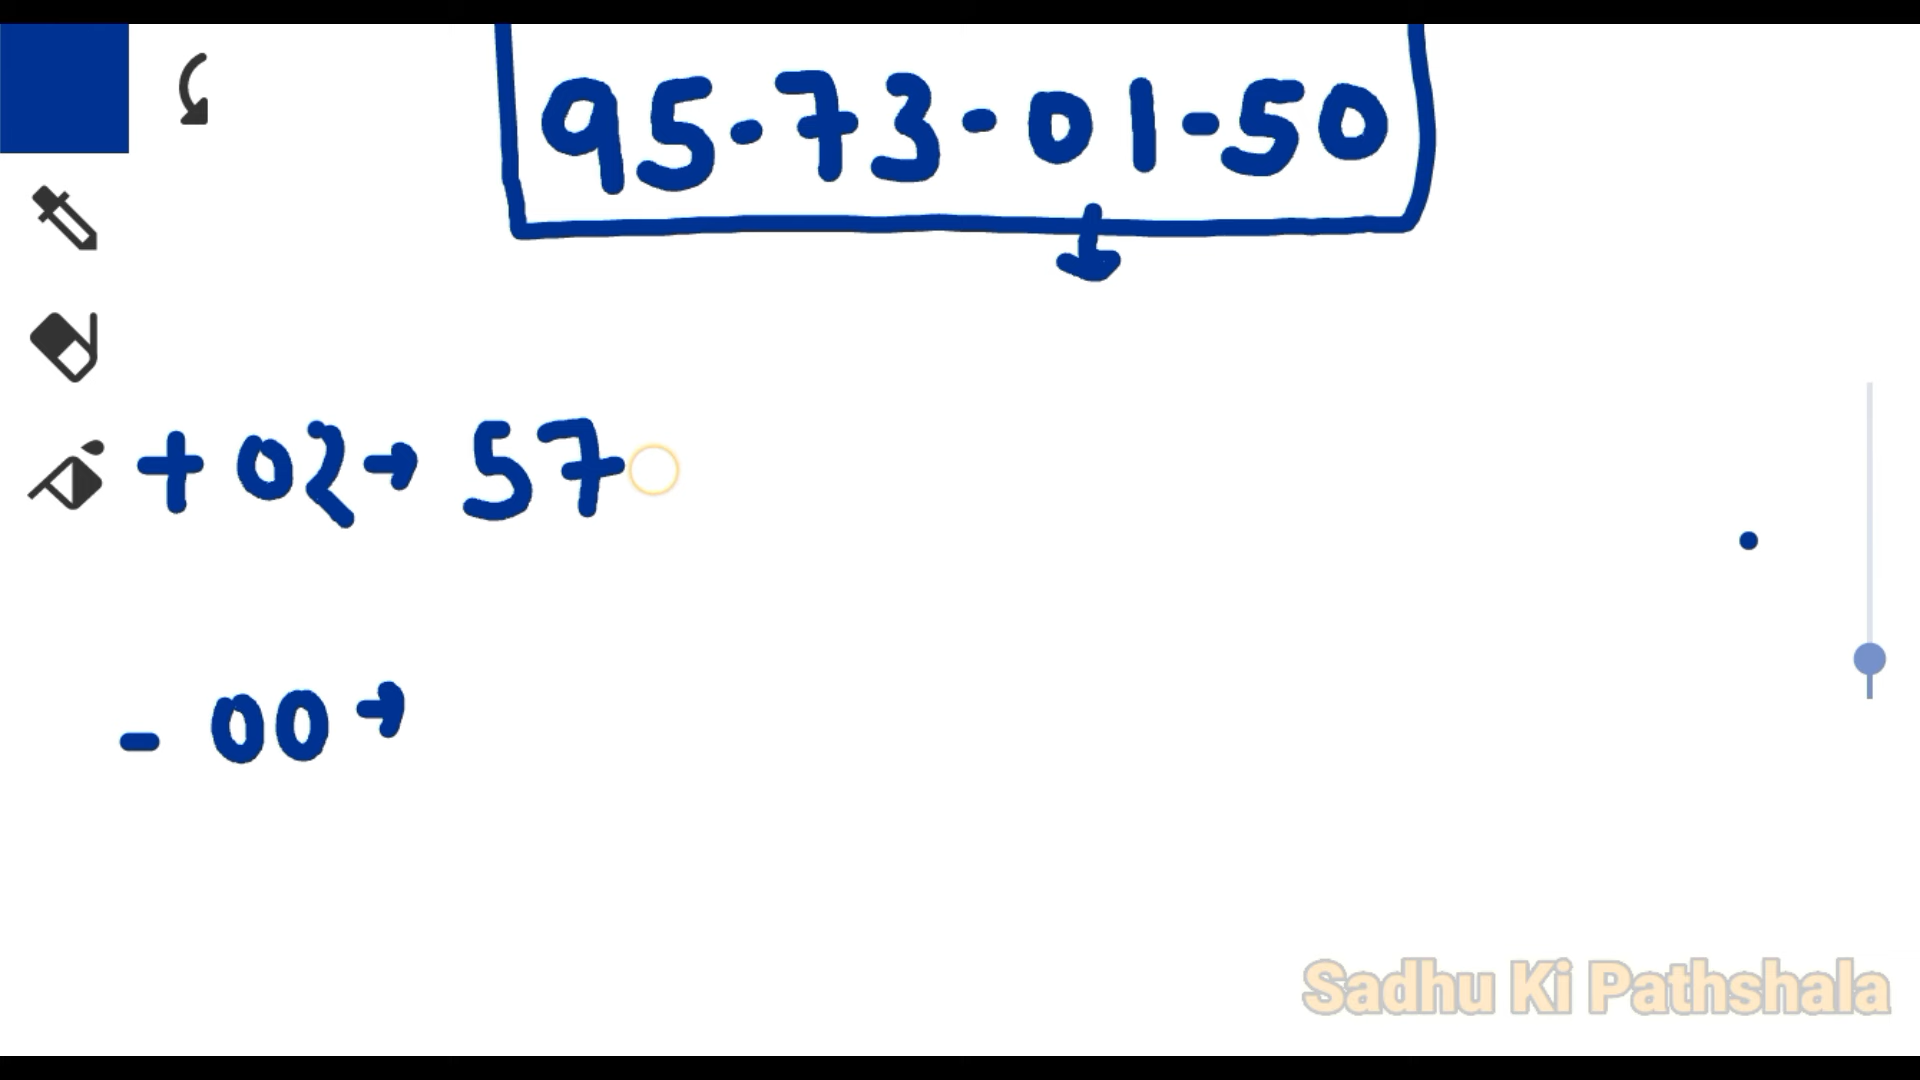 95-73-01-50
+ 02→ 57
- 00→
Sadhu Ki Pathshala